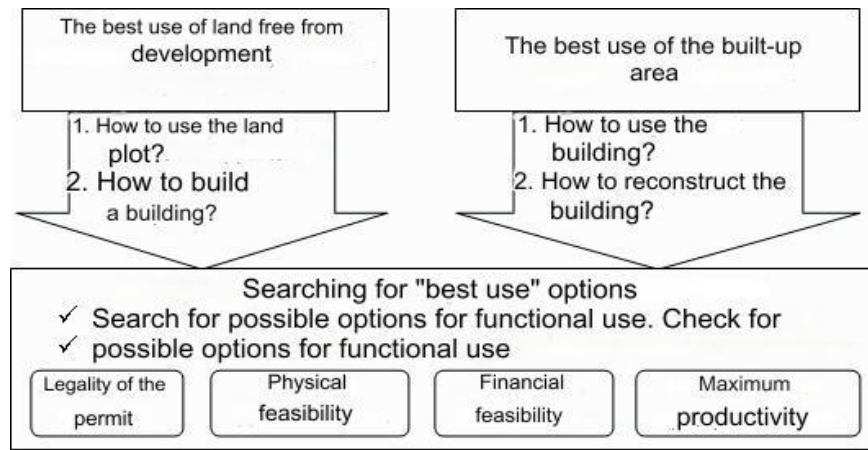 The best use of land free from
development
The best use of the built-up
area
1. How to use the land
plot?
2. How to build
a building?
1. How to use the
building?
2. How to reconstruct the
building?
Searching for "best use" options
✓ Search for possible options for functional use. Check for
✓ possible options for functional use
Legality of the
permit
Physical
feasibility
Financial
feasibility
Maximum
productivity